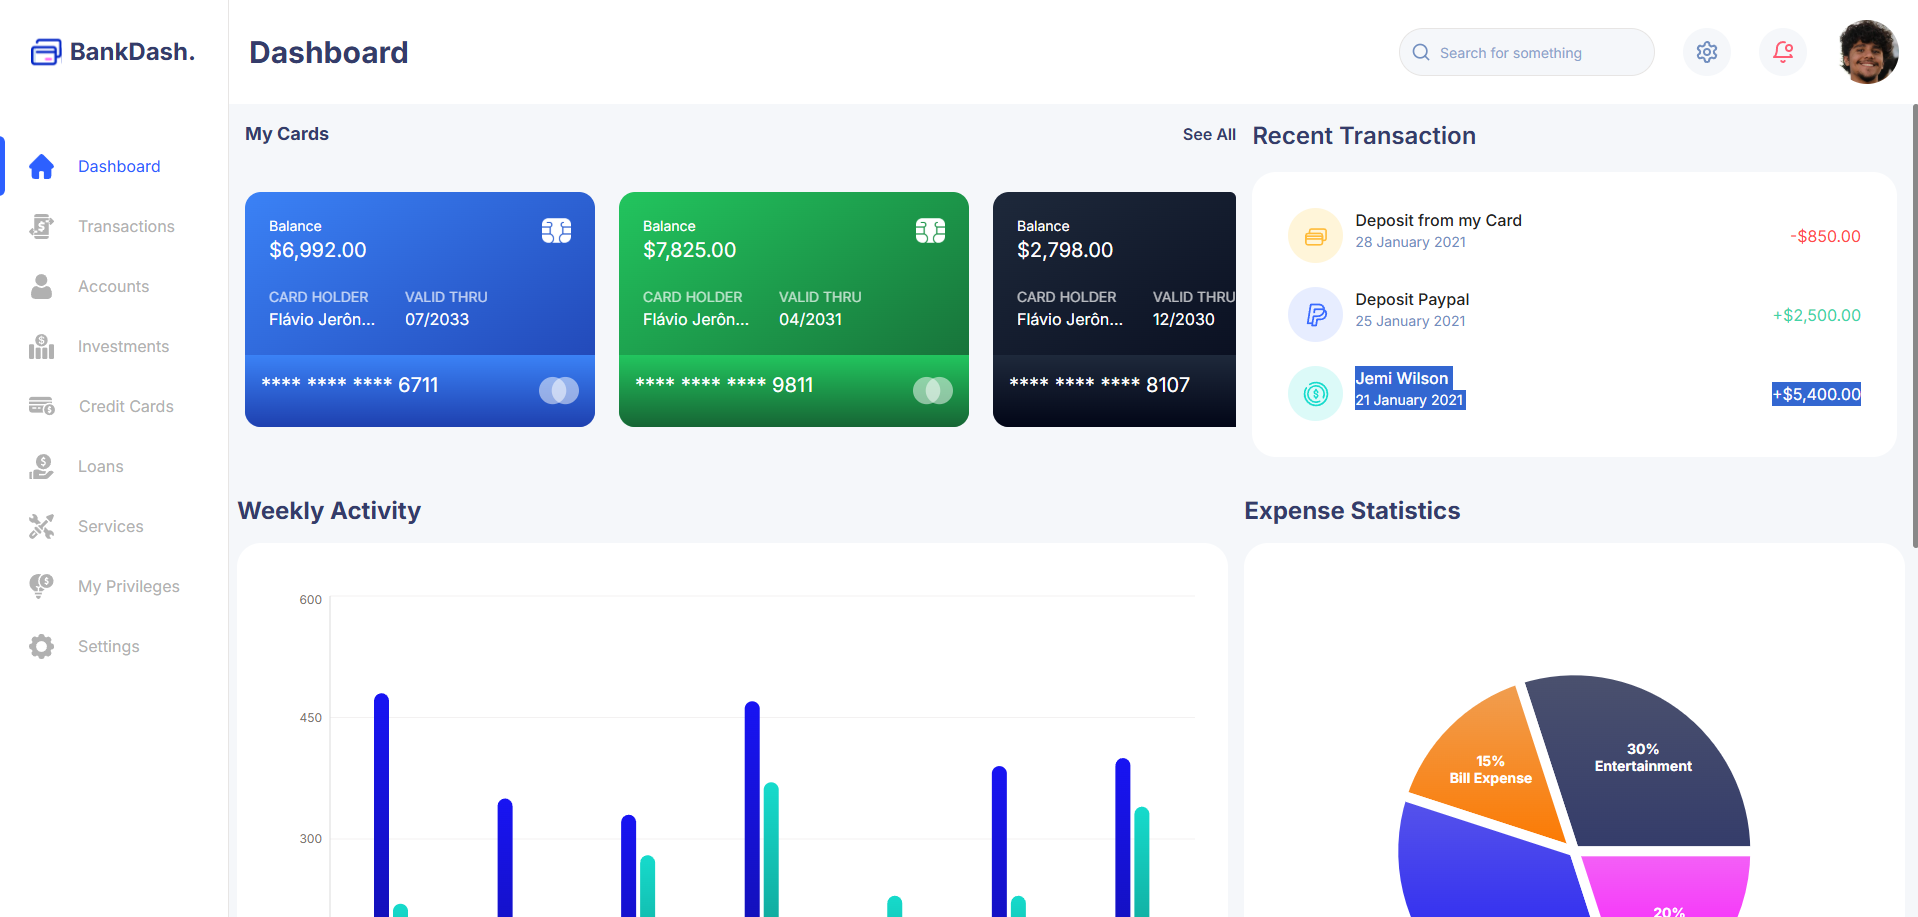 BankDash.
Dashboard
Search for something
Dashboard
Transactions
Accounts
Investments
Credit Cards
Loans
Services
My Privileges
Settings
My Cards
See All
Balance
$6,992.00
CARD HOLDER VALID THRU
Flávio Jerôn... 07/2033
**** **** **** 6711
Balance
$7,825.00
CARD HOLDER VALID THRU
Flávio Jerôn... 04/2031
**** **** **** 9811
Balance
$2,798.00
CARD HOLDER VALID THRU
Flávio Jerôn... 12/2030
**** **** **** 8107
Recent Transaction
Deposit from my Card
28 January 2021
-$850.00
Deposit Paypal
25 January 2021
+$2,500.00
Jemi Wilson
21 January 2021
+$5,400.00
Weekly Activity
600
450
300
Expense Statistics
30%
Entertainment
15%
Bill Expense
20%